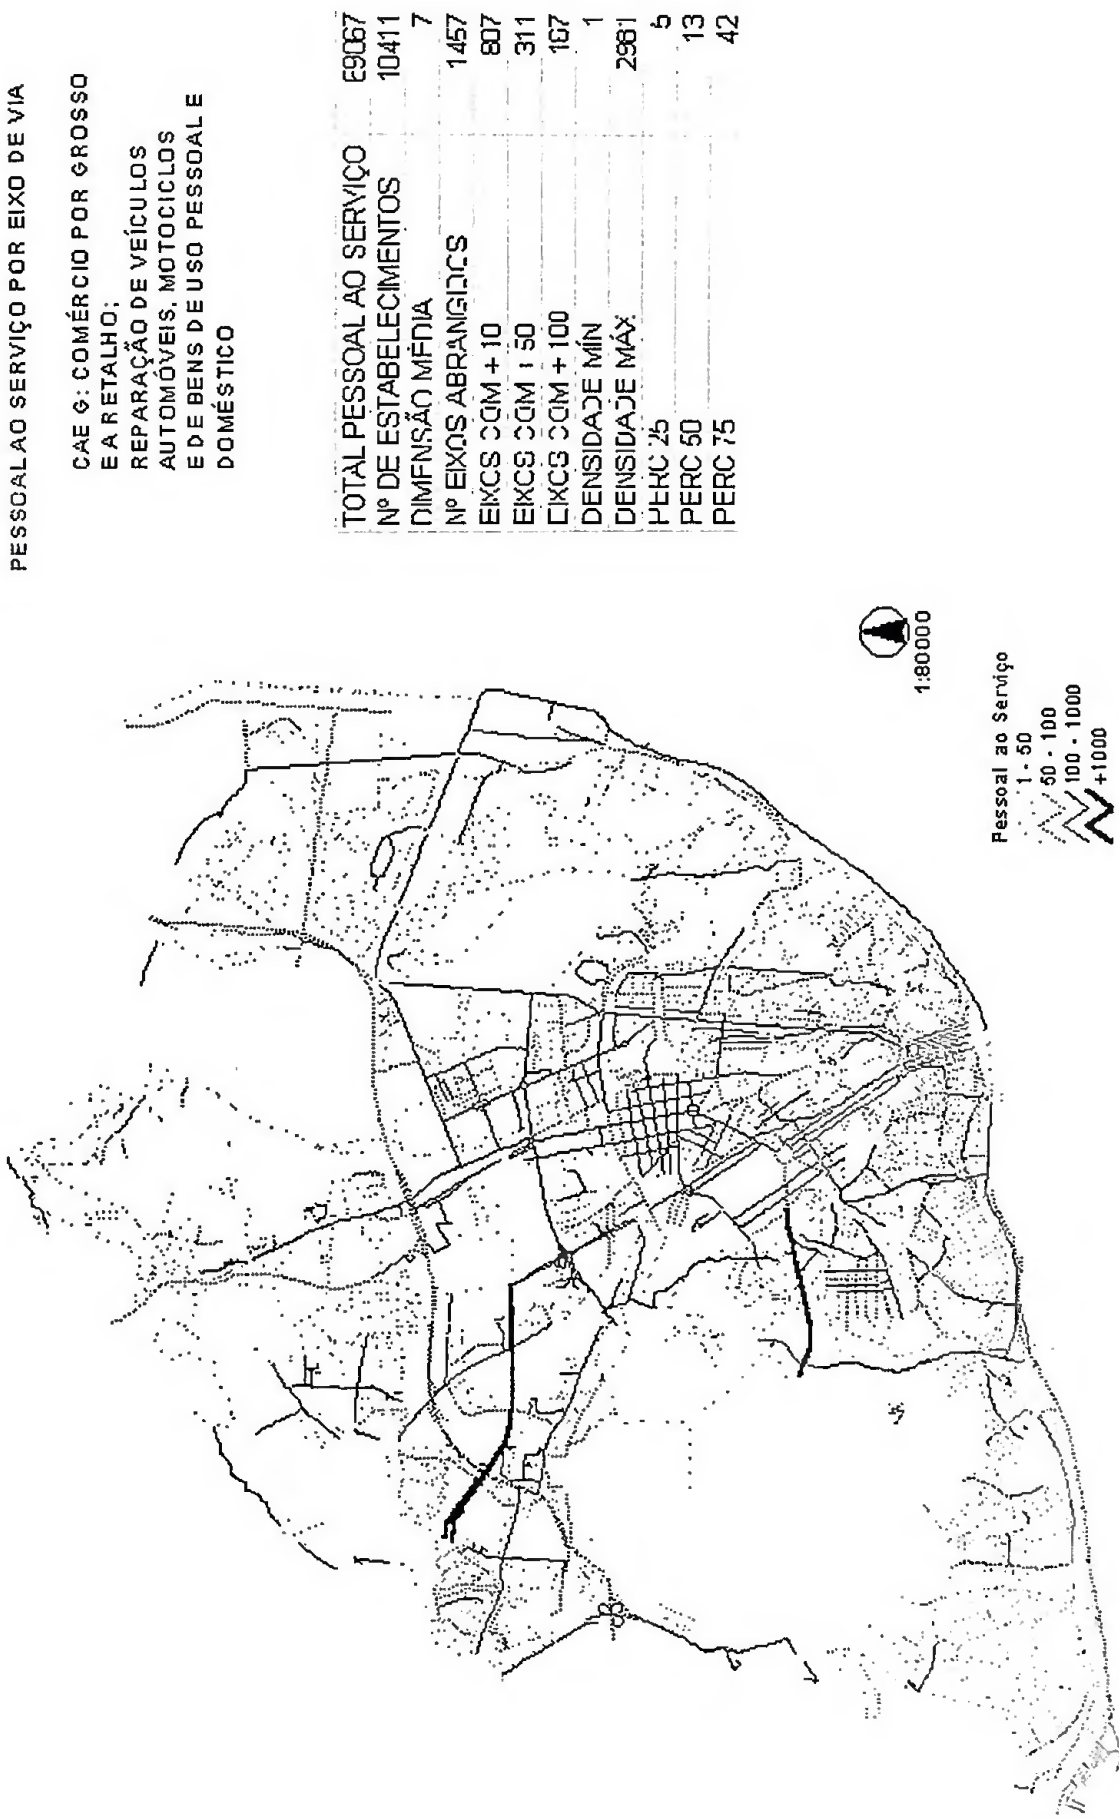 PESSOAL AO SERVIÇO POR EIXO DE VIA
CAE G: COMÉRCIO POR GROSSO
E A RETALHO;
REPARAÇÃO DE VEÍCULOS
AUTOMÓVEIS, MOTOCICLOS
E DE BENS DE USO PESSOAL E
DOMÉSTICO
TOTAL PESSOAL AO SERVIÇO
Nº DE ESTABELECIMENTOS 10411
DIMENSÃO MÉDIA 7
Nº EIXOS ABRANGIDOS 1457
EIXOS COM + 10 807
EIXOS COM + 50 311
EIXOS COM + 100 167
DENSIDADE MÍN 1
DENSIDADE MÁX 2981
PERC 25 5
PERC 50 13
PERC 75 42
1:80000
Pessoal ao Serviço
1 - 50
50 - 100
100 - 1000
+1000